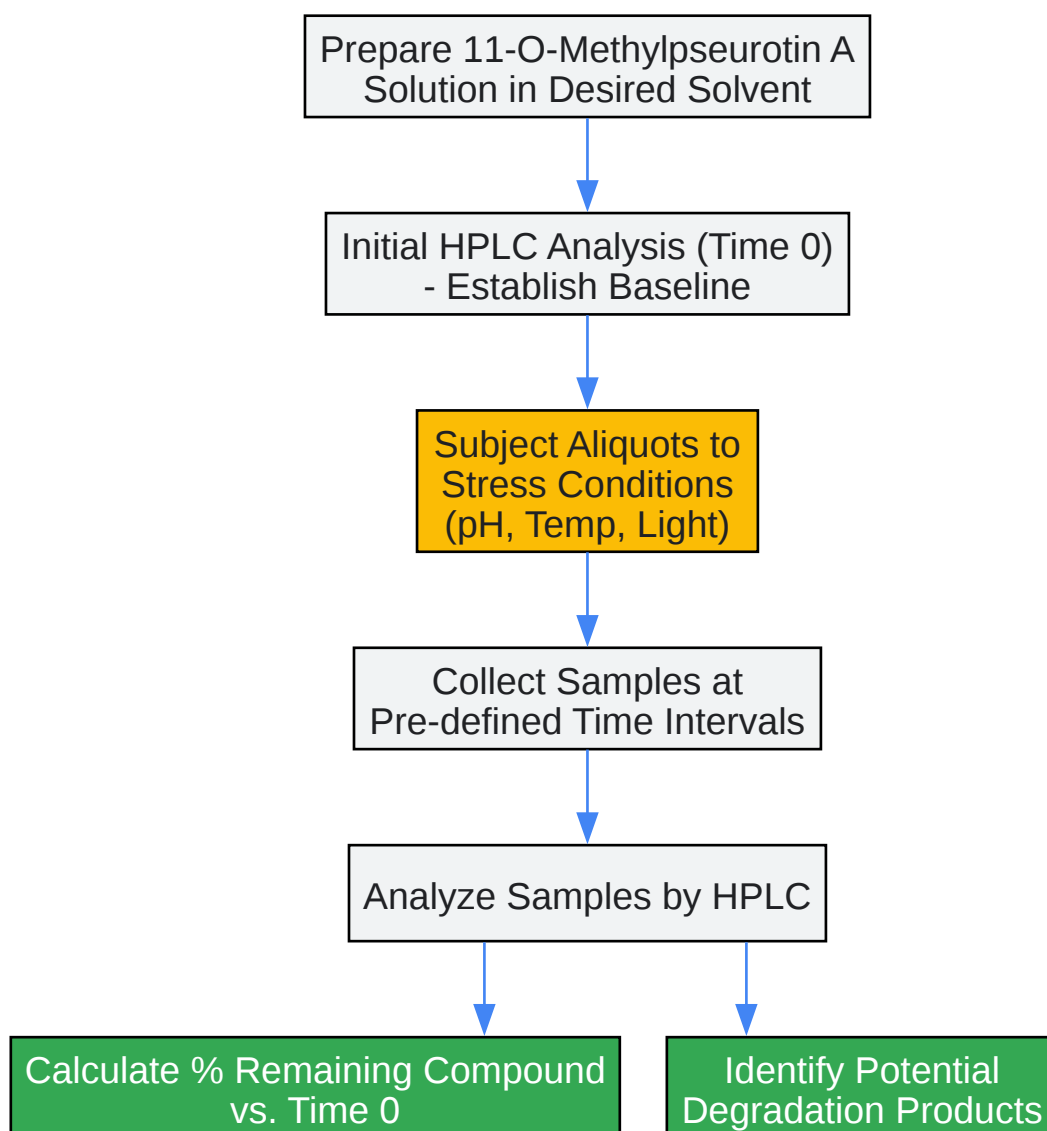 Prepare 11-O-Methylpseurotin A
Solution in Desired Solvent
Initial HPLC Analysis (Time 0)
- Establish Baseline
Subject Aliquots to
Stress Conditions
(pH, Temp, Light)
Collect Samples at
Pre-defined Time Intervals
Analyze Samples by HPLC
Calculate % Remaining Compound
vs. Time 0
Identify Potential
Degradation Products